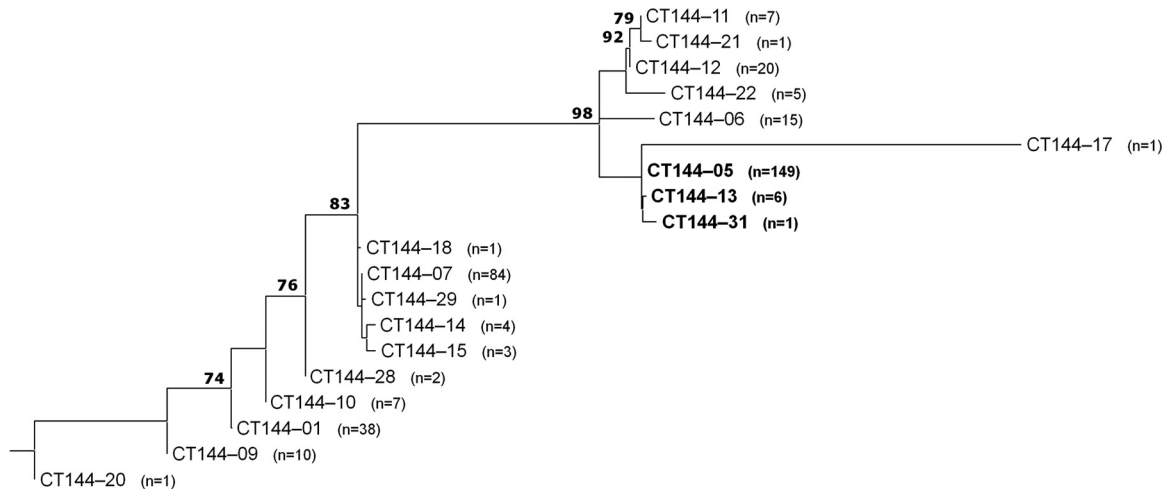 79
CT144–11 (n=7)
92
CT144–21 (n=1)
CT144–12 (n=20)
CT144–22 (n=5)
98
CT144–06 (n=15)
CT144–17 (n=1)
CT144–05 (n=149)
CT144–13 (n=6)
83
CT144–31 (n=1)
CT144–18 (n=1)
CT144–07 (n=84)
76
CT144–29 (n=1)
CT144–14 (n=4)
CT144–15 (n=3)
74
CT144–28 (n=2)
CT144–10 (n=7)
CT144–01 (n=38)
CT144–09 (n=10)
CT144–20 (n=1)